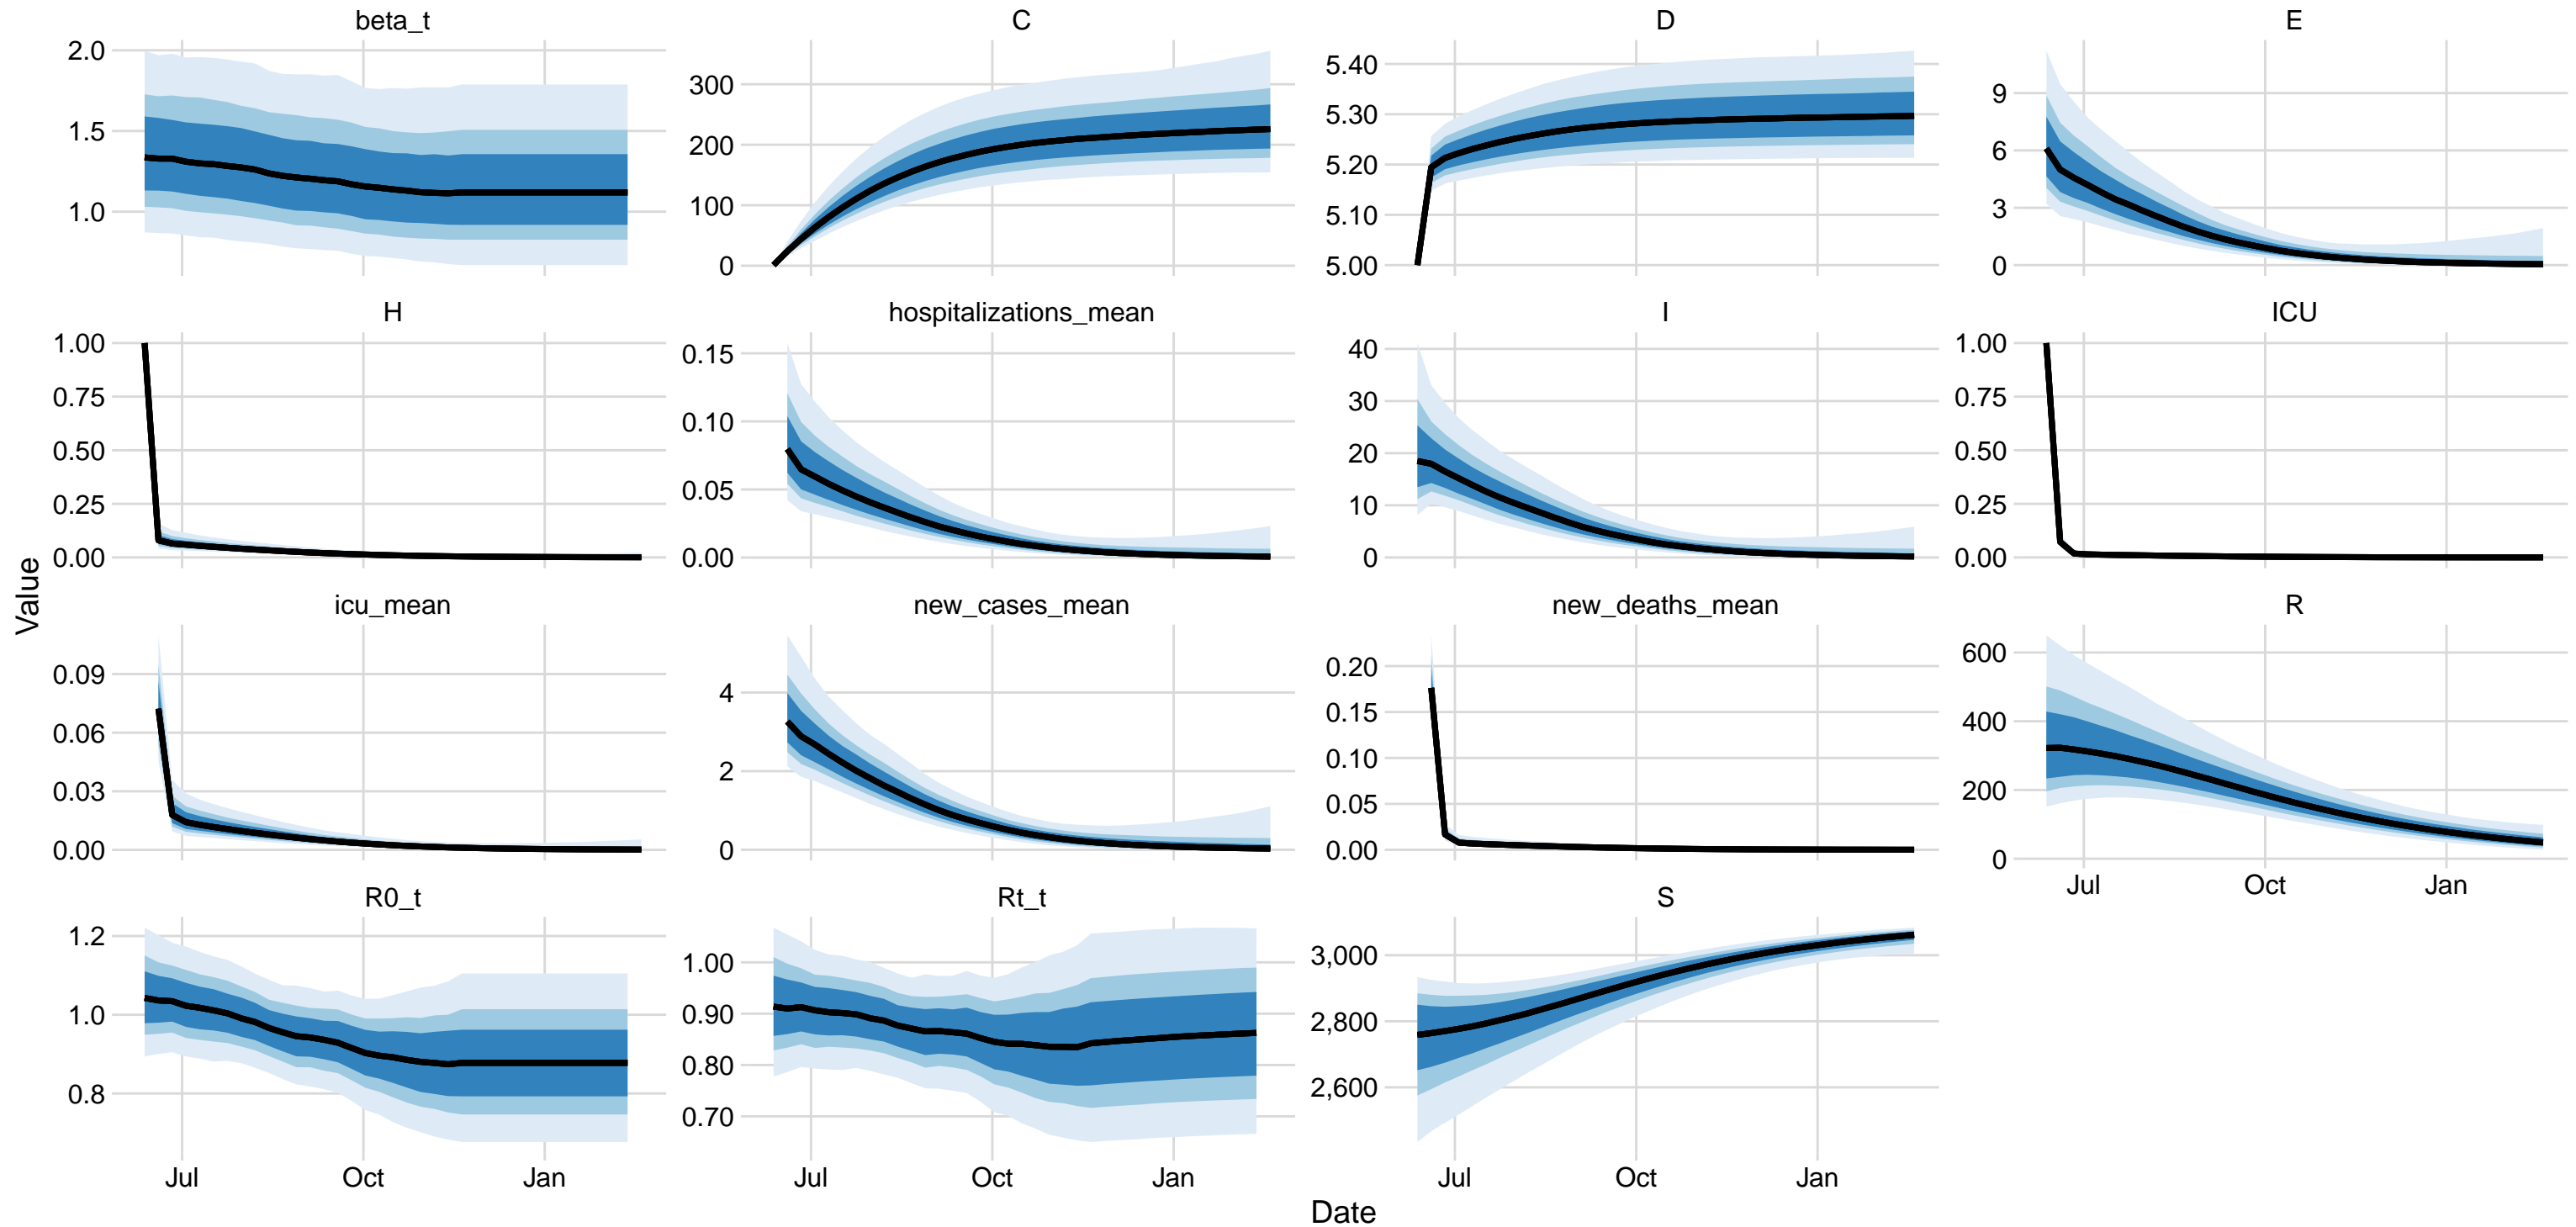 beta_t C D E
2.0 1.5 1.0
300 200 100 0
5.40 5.30 5.20 5.10 5.00
9 6 3 0
H hospitalizations_mean I ICU
1.00 0.75 0.50 0.25 0.00
0.15 0.10 0.05 0.00
40 30 20 10 0
1.00 0.75 0.50 0.25 0.00
Value
icu_mean new_cases_mean new_deaths_mean R
0.09 0.06 0.03 0.00
4 2 0
0.20 0.15 0.10 0.05 0.00
600 400 200 0
Jul Oct Jan
R0_t Rt_t S
1.2 1.0 0.8
1.00 0.90 0.80 0.70
3,000 2,800 2,600
Jul Oct Jan Jul Oct Jan Jul Oct Jan
Date